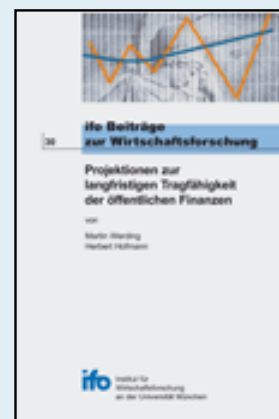 ifo Beiträge
zur Wirtschaftsforschung
30
Projektionen zur
langfristigen Tragfähigkeit
der öffentlichen Finanzen
von
Martin Werding
Herbert Hofmann
ifo Institut für
Wirtschaftsforschung
an der Universität München